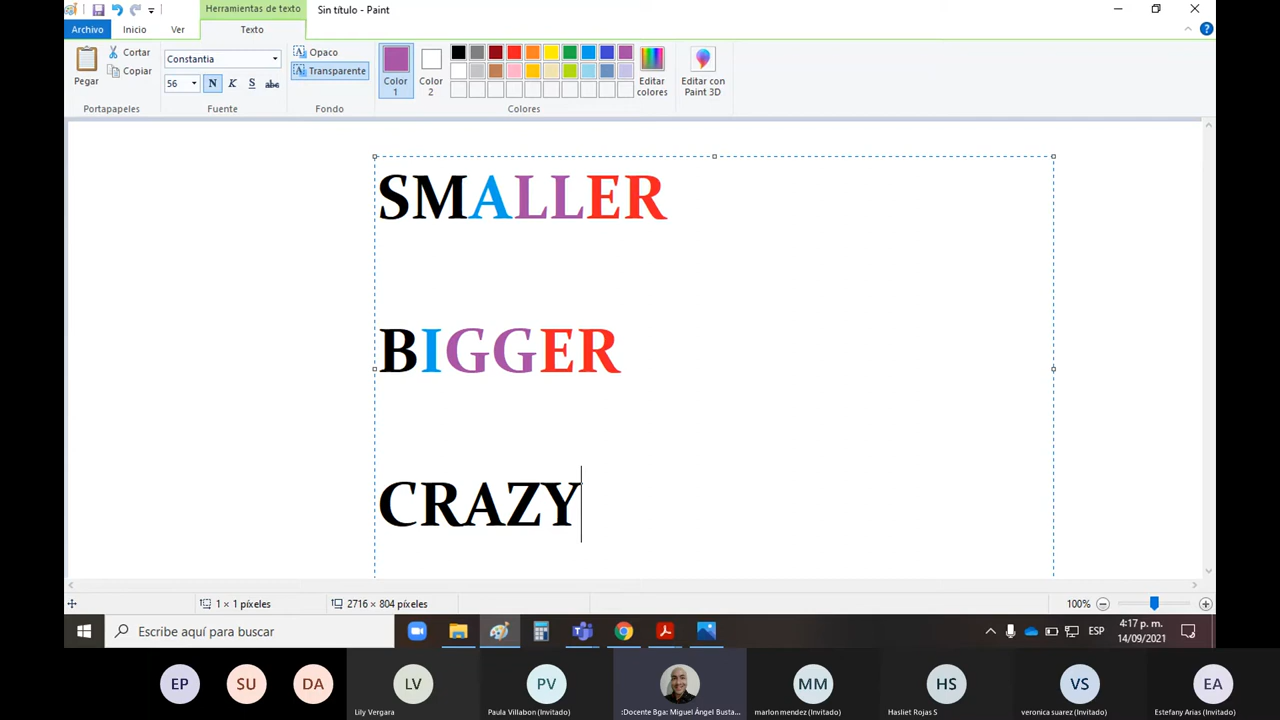 Herramientas de texto
Sin título - Paint
Archivo
Inicio
Ver
Texto
Pegar
Cortar
Copiar
Portapapeles
Constantia
56
N
K
S
abc
Fuente
Opaco
Transparente
Fondo
Color
1
Color
2
Editar
colores
Colores
Editar con
Paint 3D
SMALLER
BIGGER
CRAZY
1 × 1 píxeles
2716 × 804 píxeles
100%
Escribe aquí para buscar
ESP
4:17 p. m.
14/09/2021
EP
SU
DA
LV
Lily Vergara
PV
Paula Villabon (Invitado)
:Docente Bga: Miguel Ángel Busta...
MM
marlon mendez (Invitado)
HS
Hasliet Rojas S
VS
veronica suarez (Invitado)
EA
Estefany Arias (Invitado)